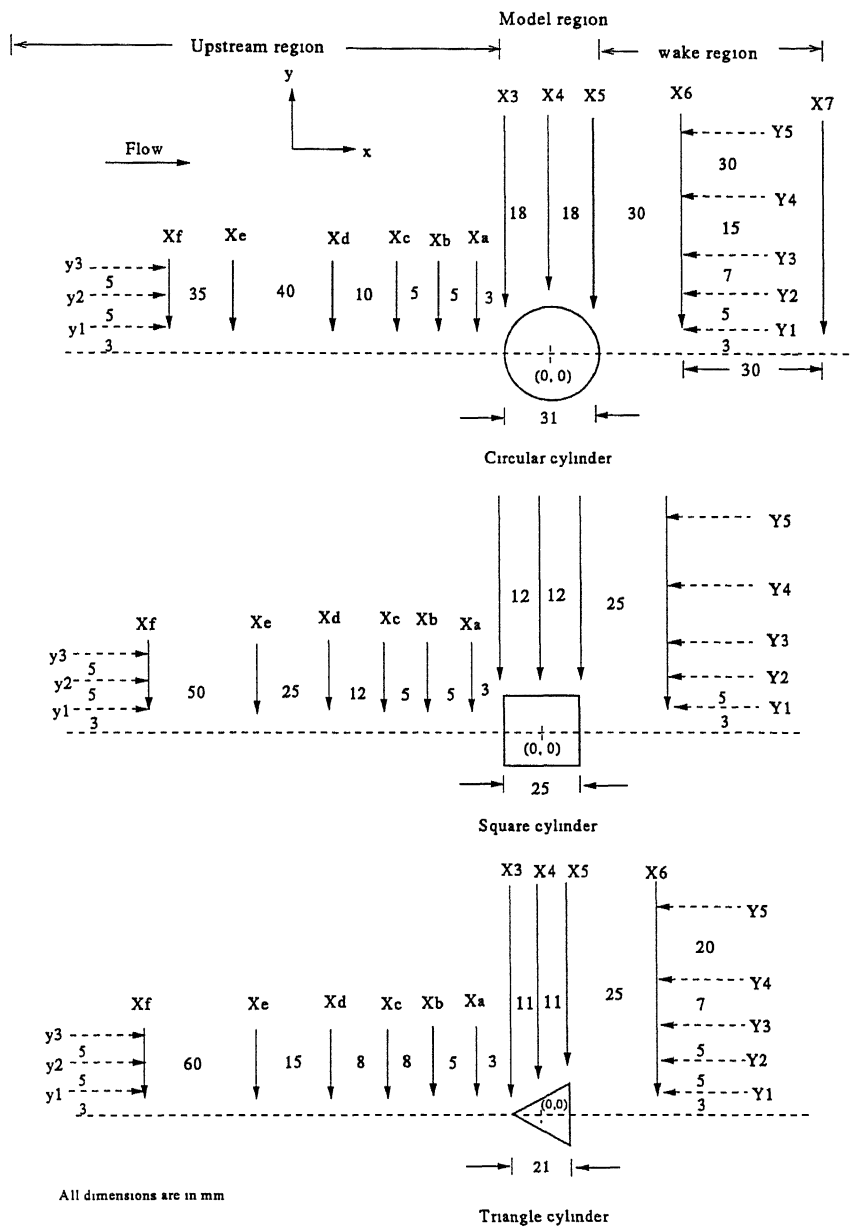 Model region
Upstream region
wake region
y
X3 X4 X5 X6 X7
Y5
Flow
x
30
Y4
18 18 30
15
Xf Xe Xd Xc Xb Xa
y3
Y3
5
7
35 40 10 5 5 3
y2
Y2
5
5
y1
Y1
3
3
(0, 0)
30
31
Circular cylinder
Y5
12 12 25
Y4
Xf Xe Xd Xc Xb Xa
y3
Y3
5
y2
Y2
50 25 12 5 5 3
5
5
y1
Y1
3
3
(0, 0)
25
Square cylinder
X3 X4 X5 X6
Y5
20
Y4
11 11 25
7
Xf Xe Xd Xc Xb Xa
y3
Y3
5
5
y2
Y2
60 15 8 8 5 3
5
5
y1
Y1
3
3
(0,0)
21
All dimensions are in mm
Triangle cylinder